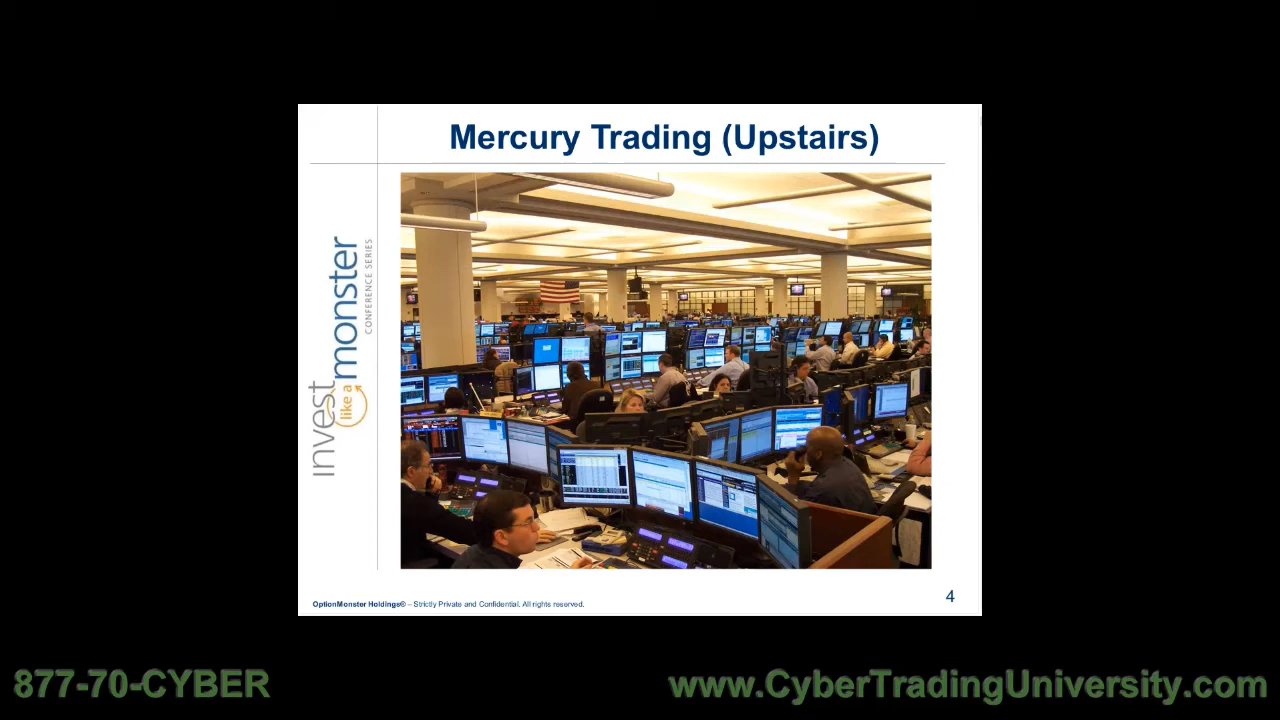 Mercury Trading (Upstairs)
invest
like a
monster
CONFERENCE SERIES
OptionMonster Holdings® – Strictly Private and Confidential. All rights reserved.
4
877-70-CYBER
www.CyberTradingUniversity.com